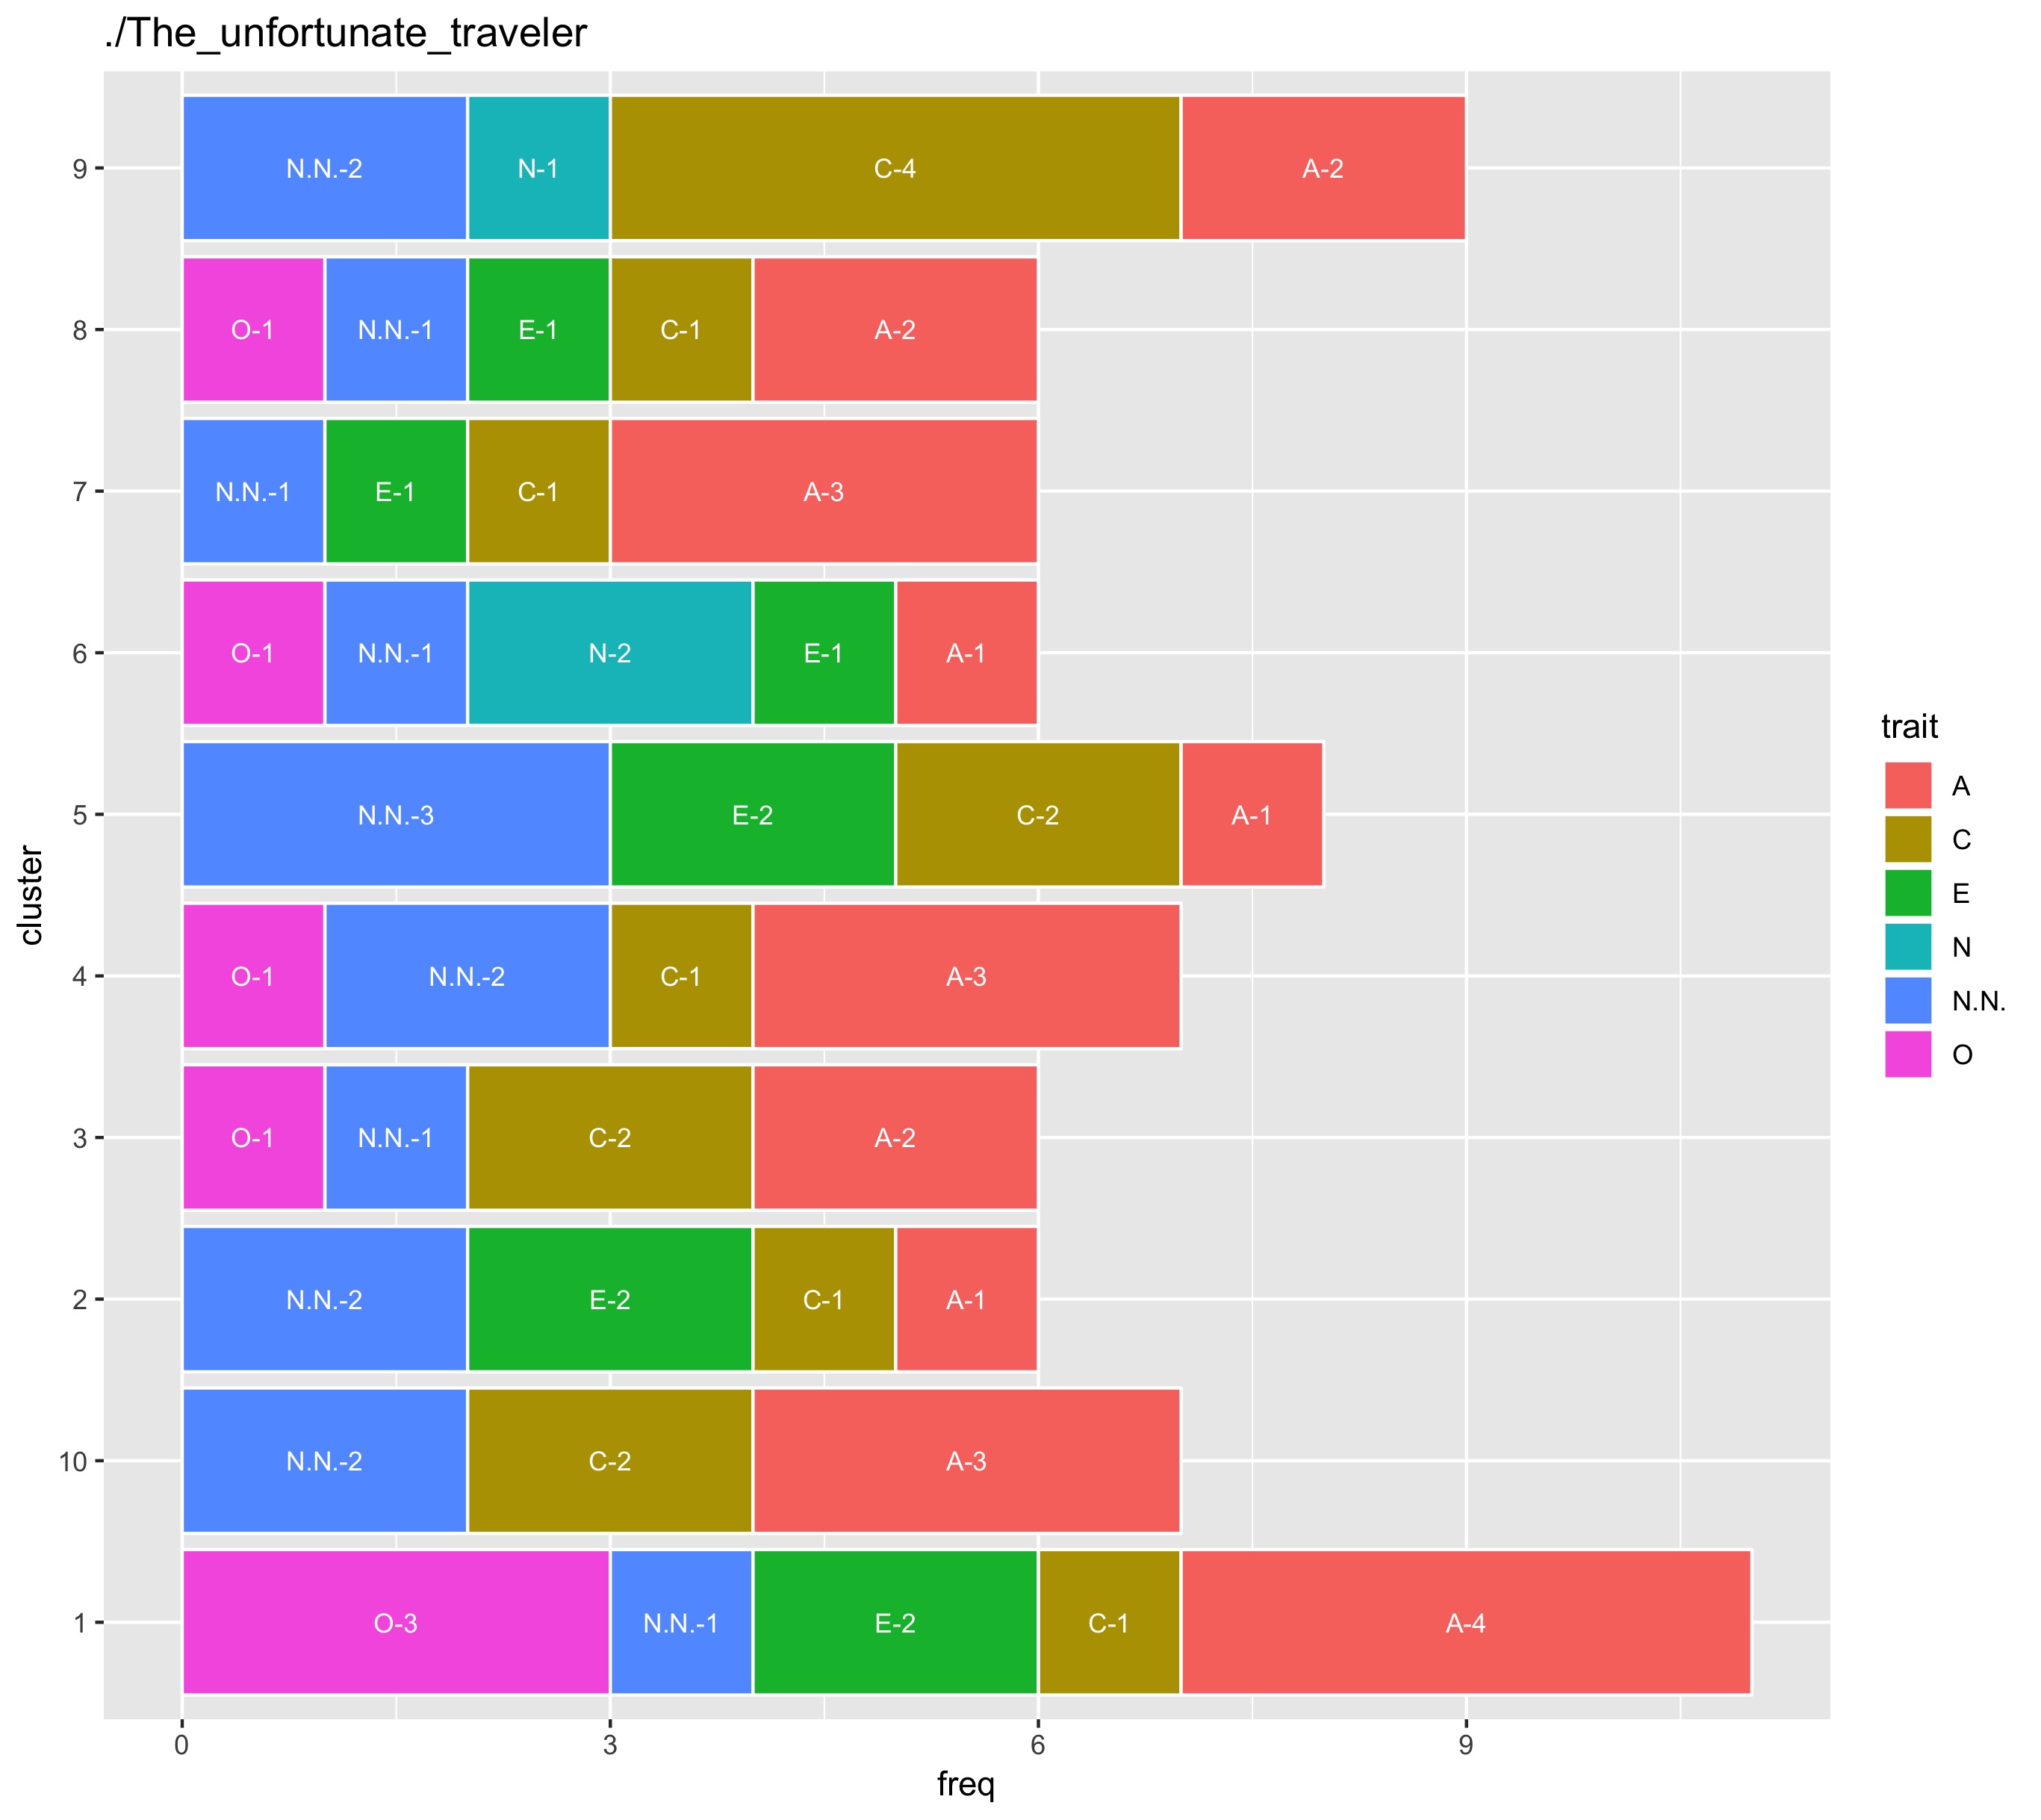 ./The_unfortunate_traveler
9
N.N.-2 N-1 C-4 A-2
8
O-1 N.N.-1 E-1 C-1 A-2
7
N.N.-1 E-1 C-1 A-3
6
O-1 N.N.-1 N-2 E-1 A-1
5
N.N.-3 E-2 C-2 A-1
4
O-1 N.N.-2 C-1 A-3
3
O-1 N.N.-1 C-2 A-2
2
N.N.-2 E-2 C-1 A-1
10
N.N.-2 C-2 A-3
1
O-3 N.N.-1 E-2 C-1 A-4
cluster
0 3 6 9
freq
trait
A
C
E
N
N.N.
O